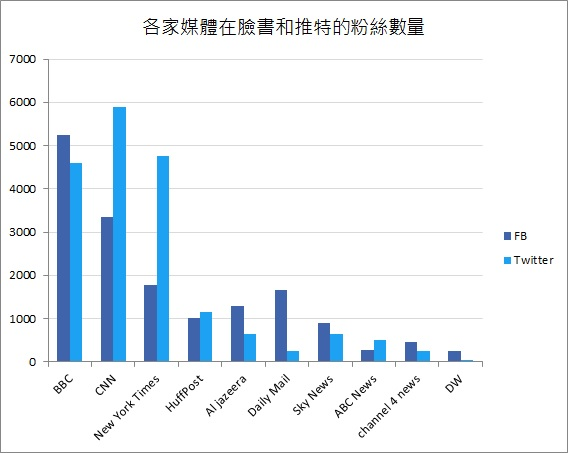 各家媒體在臉書和推特的粉絲數量
7000
6000
5000
4000
3000
2000
1000
0
BBC
CNN
New York Times
HuffPost
Al jazeera
Daily Mail
Sky News
ABC News
channel 4 news
DW
FB
Twitter